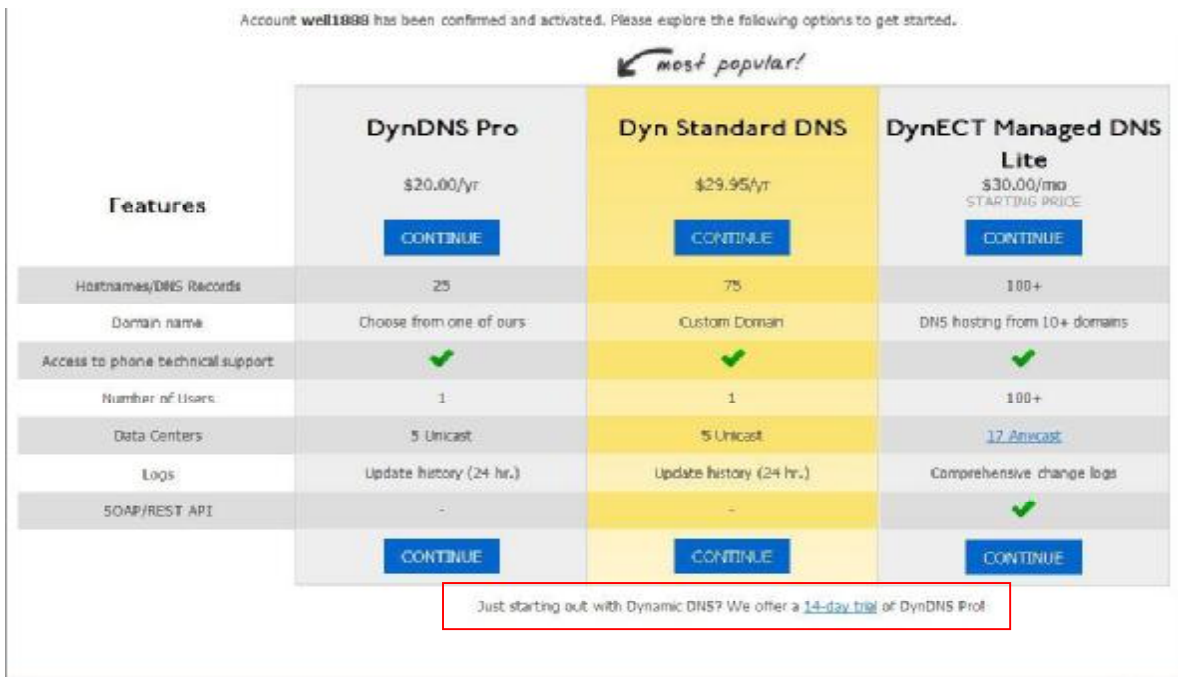 Account well1888 has been confirmed and activated. Please explore the following options to get started.
most popular!
DynDNS Pro
Dyn Standard DNS
DynECT Managed DNS
Lite
$20.00/yr
$29.95/yr
$30.00/mo
STARTING PRICE
Features
CONTINUE CONTINUE CONTINUE
Hostnames/DNS Records 25 75 100+
Domain name Choose from one of ours Custom Domain DNS hosting from 10+ domains
Access to phone technical support ✔ ✔ ✔
Number of Users 1 1 100+
Data Centers 5 Unicast 5 Unicast 17 Anycast
Logs Update history (24 hr.) Update history (24 hr.) Comprehensive change logs
SOAP/REST API - - ✔
CONTINUE CONTINUE CONTINUE
Just starting out with Dynamic DNS? We offer a 14-day trial of DynDNS Pro!